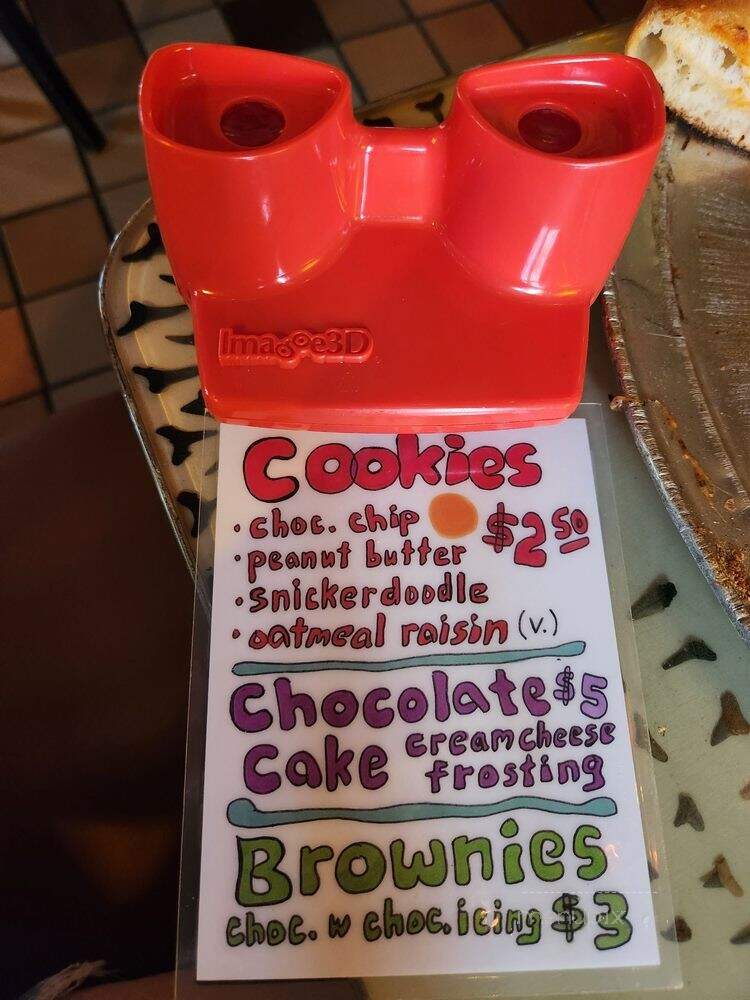 Image3D
Cookies
• choc. chip $2 50
• peanut butter
• snickerdoodle
• oatmeal raisin (v.)
Chocolate $5
Cake cream cheese
frosting
Brownies
choc. w choc. icing $3